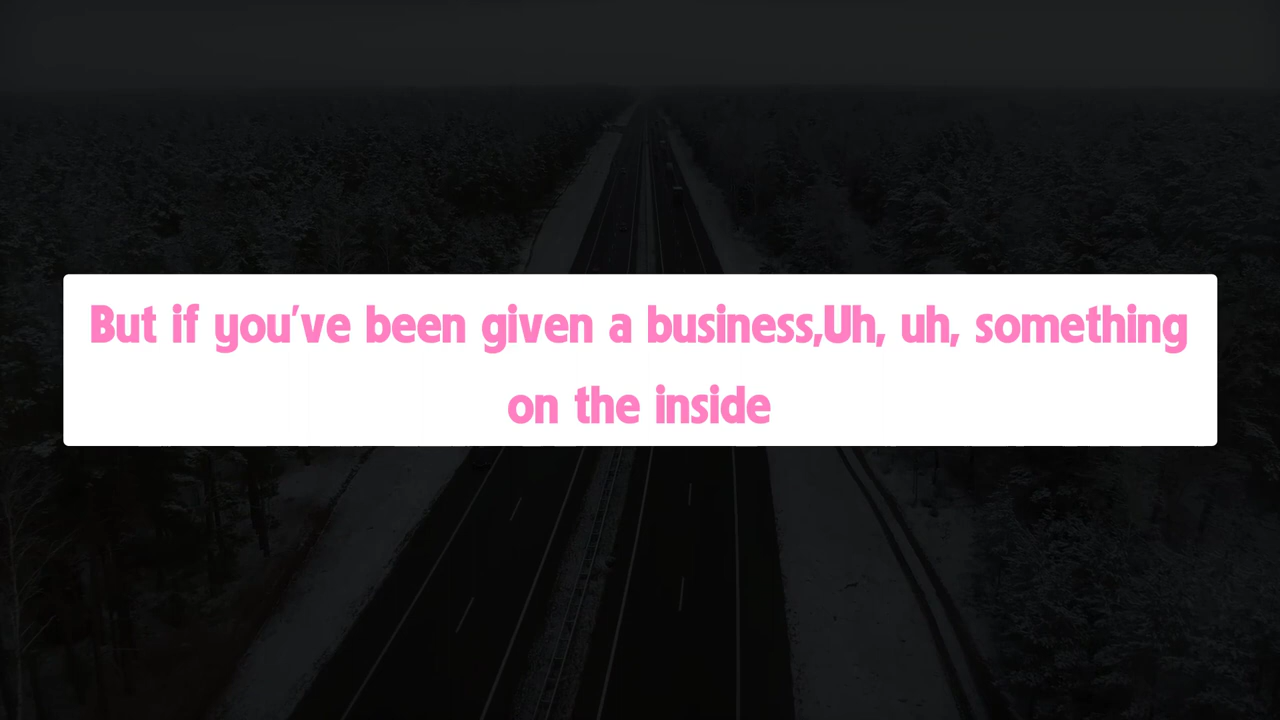 But if you've been given a business,Uh, uh, something
on the inside